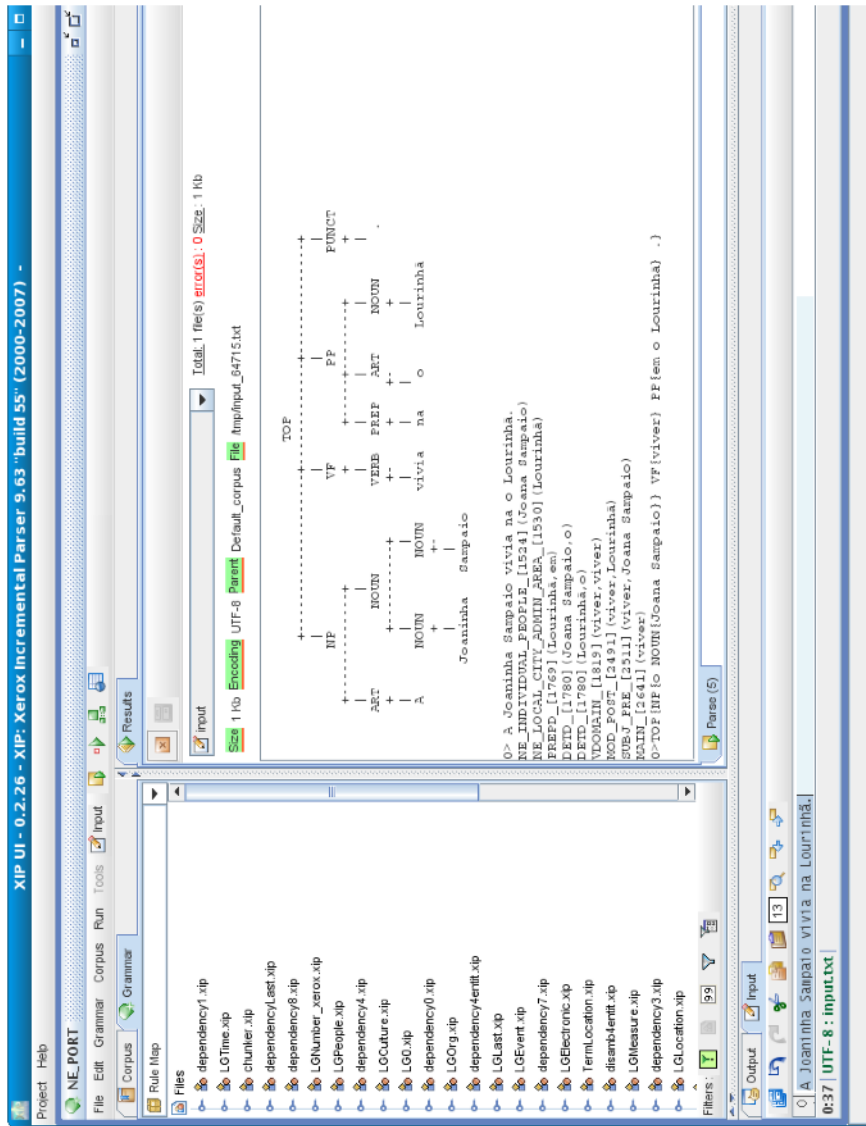 XIP UI - 0.2.26 - XIP: Xerox Incremental Parser 9.63 "build 55" (2000-2007) -
Project Help
NE_PORT
File Edit Grammar Corpus Run Tools Input
Corpus Grammar
Rule Map
Files
dependency1.xip
LGTime.xip
chunker.xip
dependencyLast.xip
dependency8.xip
LGNumber_xerox.xip
LGPeople.xip
dependency4.xip
LGCuture.xip
LG0.xip
dependency0.xip
LGOrg.xip
dependency4entit.xip
LGLast.xip
LGEvent.xip
dependency7.xip
LGElectronic.xip
TermLocation.xip
disamb4entit.xip
LGMeasure.xip
dependency3.xip
LGLocation.xip
Filters: Y 99
Results
input Total: 1 file(s) error(s) : 0 Size : 1 Kb
Size 1 Kb Encoding UTF-8 Parent Default_corpus File /tmp/input_64715.txt
TOP
NP VF PP PUNCT
ART NOUN VERB PREP ART NOUN .
A NOUN NOUN vivia na o Lourinhã
Joaninha Sampaio
0> A Joaninha Sampaio vivia na o Lourinhã.
NE_INDIVIDUAL_PEOPLE_[1524](Joana Sampaio)
NE_LOCAL_CITY_ADMIN_AREA_[1530](Lourinhã)
PREPD_[1769](Lourinhã,em)
DETD_[1780](Joana Sampaio,o)
DETD_[1780](Lourinhã,o)
VDOMAIN_[1819](viver,viver)
MOD_POST_[2491](viver,Lourinhã)
SUBJ_PRE_[2511](viver,Joana Sampaio)
MAIN_[2641](viver)
0>TOP{NP{o NOUN{Joana Sampaio}} VF{viver} PP{em o Lourinhã} .}
Parse (5)
Output Input
13
0 A Joaninha Sampaio vivia na Lourinhã.
0:37 | UTF-8 : input.txt